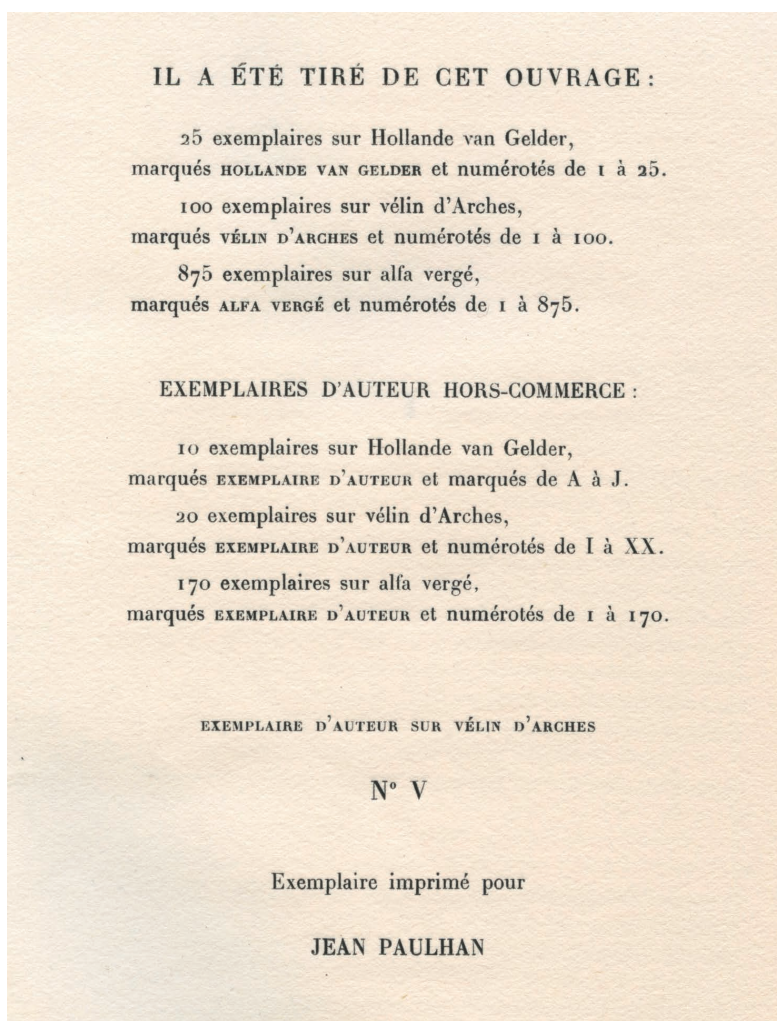 IL A ÉTÉ TIRÉ DE CET OUVRAGE :
25 exemplaires sur Hollande van Gelder,
marqués HOLLANDE VAN GELDER et numérotés de 1 à 25.
100 exemplaires sur vélin d'Arches,
marqués VÉLIN D'ARCHES et numérotés de 1 à 100.
875 exemplaires sur alfa vergé,
marqués ALFA VERGÉ et numérotés de 1 à 875.
EXEMPLAIRES D'AUTEUR HORS-COMMERCE :
10 exemplaires sur Hollande van Gelder,
marqués EXEMPLAIRE D'AUTEUR et marqués de A à J.
20 exemplaires sur vélin d'Arches,
marqués EXEMPLAIRE D'AUTEUR et numérotés de I à XX.
170 exemplaires sur alfa vergé,
marqués EXEMPLAIRE D'AUTEUR et numérotés de 1 à 170.
EXEMPLAIRE D'AUTEUR SUR VÉLIN D'ARCHES
Nº V
Exemplaire imprimé pour
JEAN PAULHAN